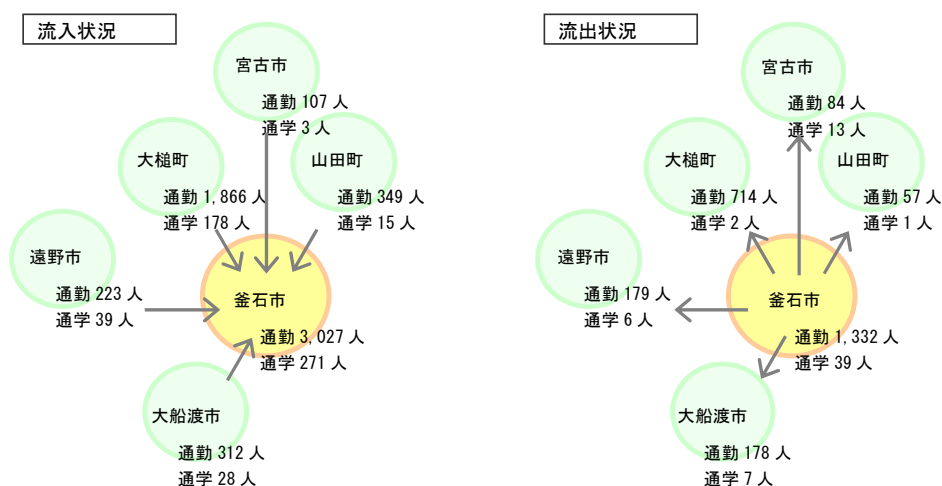 流入状況
宮古市
通勤 107 人
通学 3 人
大槌町
通勤 1,866 人
通学 178 人
山田町
通勤 349 人
通学 15 人
遠野市
通勤 223 人
通学 39 人
釜石市
通勤 3,027 人
通学 271 人
大船渡市
通勤 312 人
通学 28 人
流出状況
宮古市
通勤 84 人
通学 13 人
大槌町
通勤 714 人
通学 2 人
山田町
通勤 57 人
通学 1 人
遠野市
通勤 179 人
通学 6 人
釜石市
通勤 1,332 人
通学 39 人
大船渡市
通勤 178 人
通学 7 人